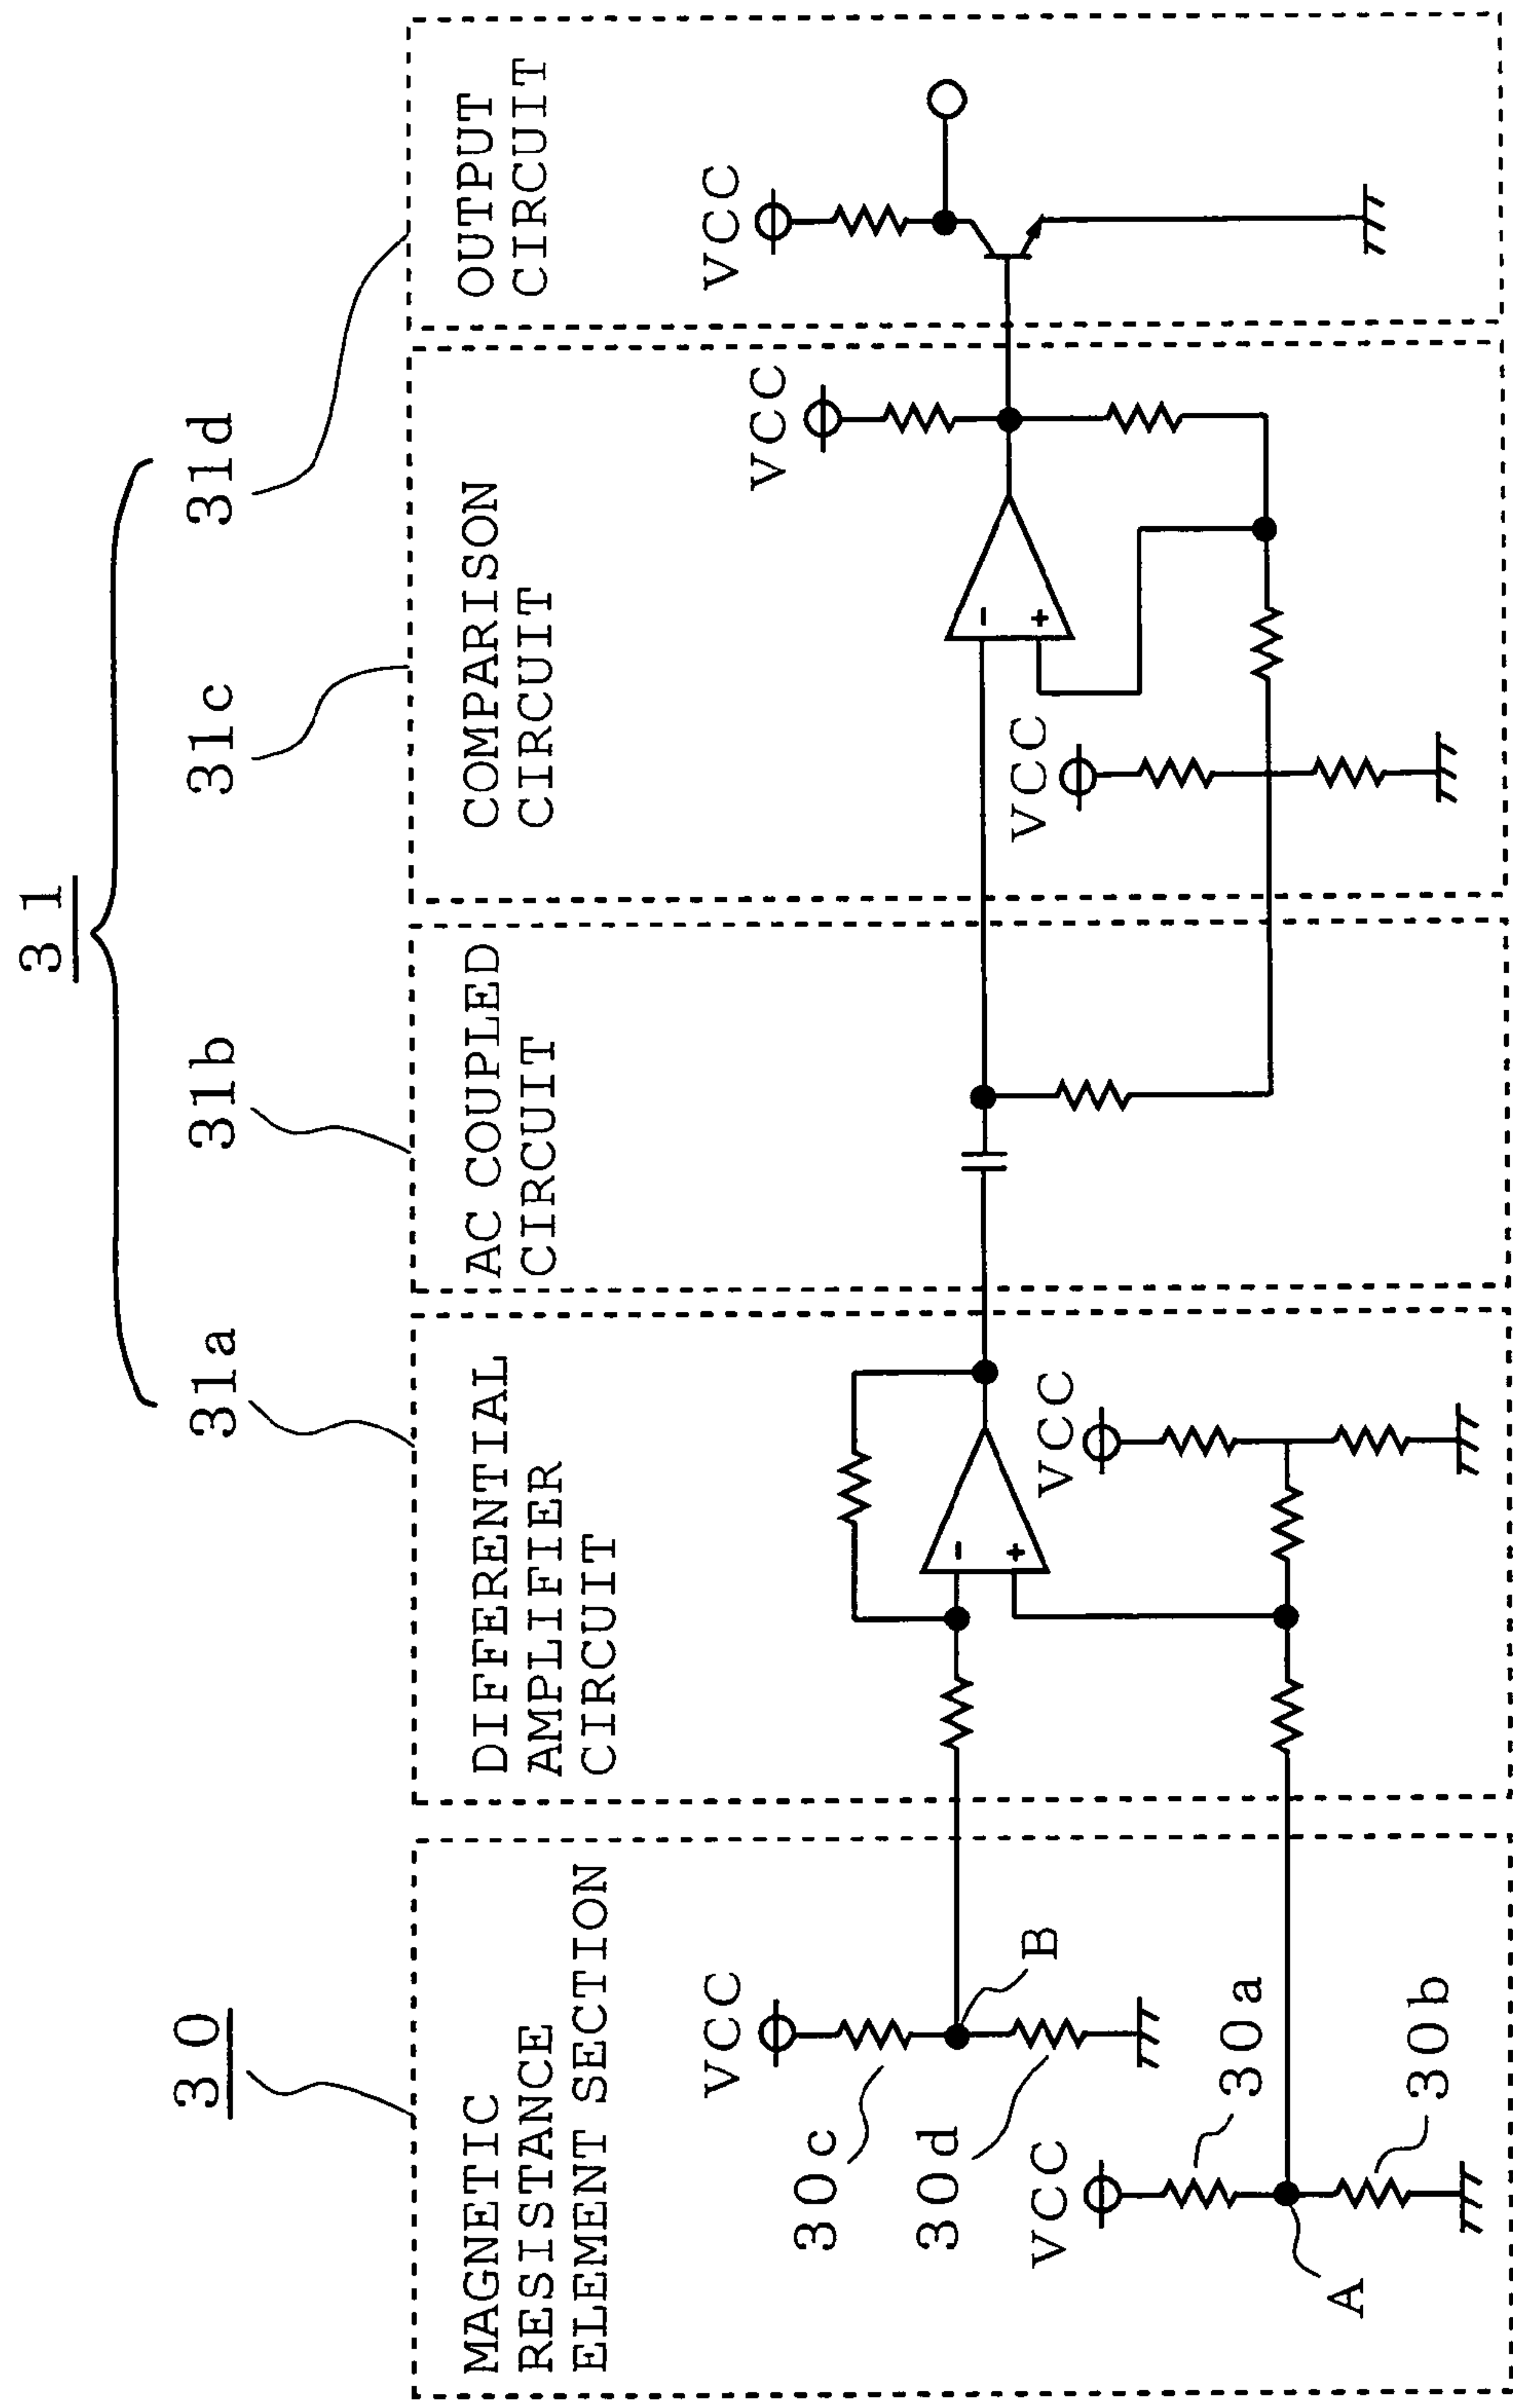 31
30
31a
31b
31c
31d
MAGNETIC
RESISTANCE
ELEMENT SECTION
DIFFERENTIAL
AMPLIFIER
CIRCUIT
AC COUPLED
CIRCUIT
COMPARISON
CIRCUIT
OUTPUT
CIRCUIT
VCC
30c
B
30d
VCC
30a
A
30b
-
+
VCC
-
+
VCC
VCC
VCC